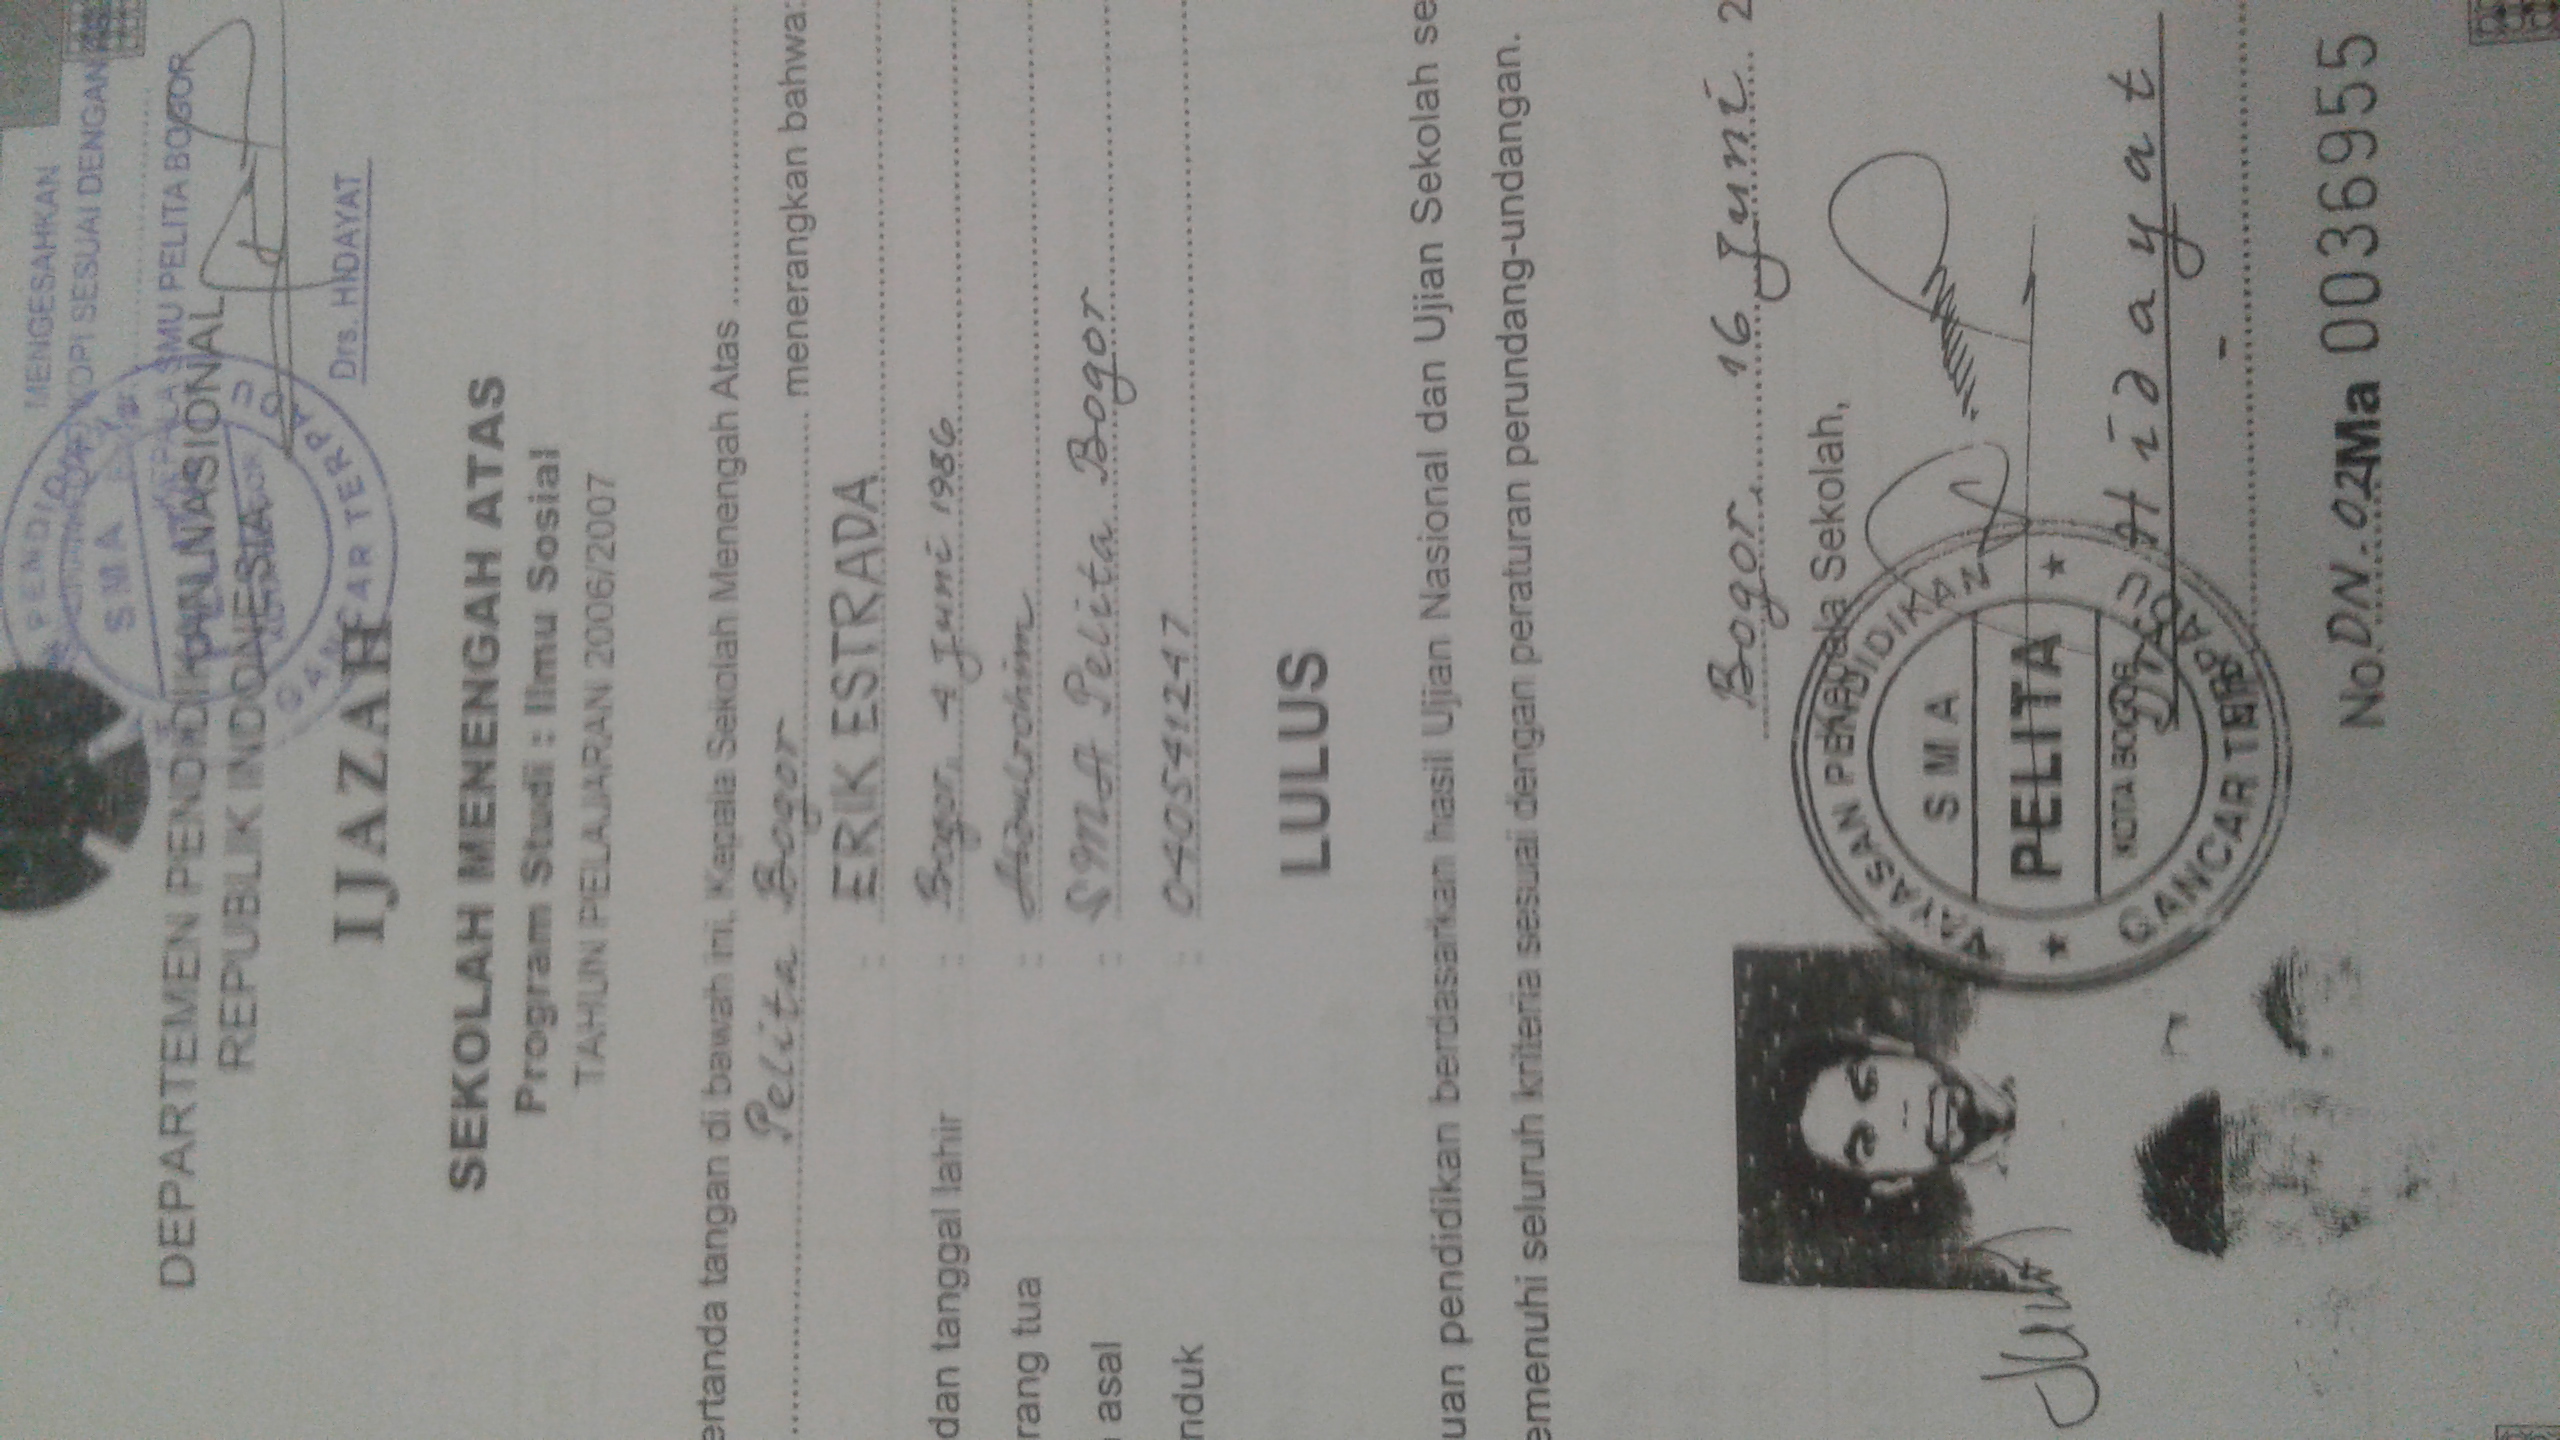 MENGESAHKAN
KOPI SESUAI DENGAN
KEPALA SMU PELITA BOGOR
DEPARTEMEN PENDIDIKAN NASIONAL
REPUBLIK INDONESIA
SMA
GANCAR TERPADU
Drs. HIDAYAT
IJAZAH
SEKOLAH MENENGAH ATAS
Program Studi : Ilmu Sosial
TAHUN PELAJARAN 2006/2007
ertanda tangan di bawah ini, Kepala Sekolah Menengah Atas
Pelita Bogor menerangkan bahwa:
: ERIK ESTRADA
dan tanggal lahir : Bogor, 4 Juni 1986
rang tua : Abdulrohim
asal : SMA Pelita Bogor
nduk : 040541247
LULUS
uan pendidikan berdasarkan hasil Ujian Nasional dan Ujian Sekolah se
emenuhi seluruh kriteria sesuai dengan peraturan perundang-undangan.
Bogor, 16 Juni 2
Kepala Sekolah,
YAYASAN PENDIDIKAN
SMA
PELITA
KOTA BOGOR
GANCAR TERPADU
Drs. Hidayat
No. DN-02 Ma 0036955